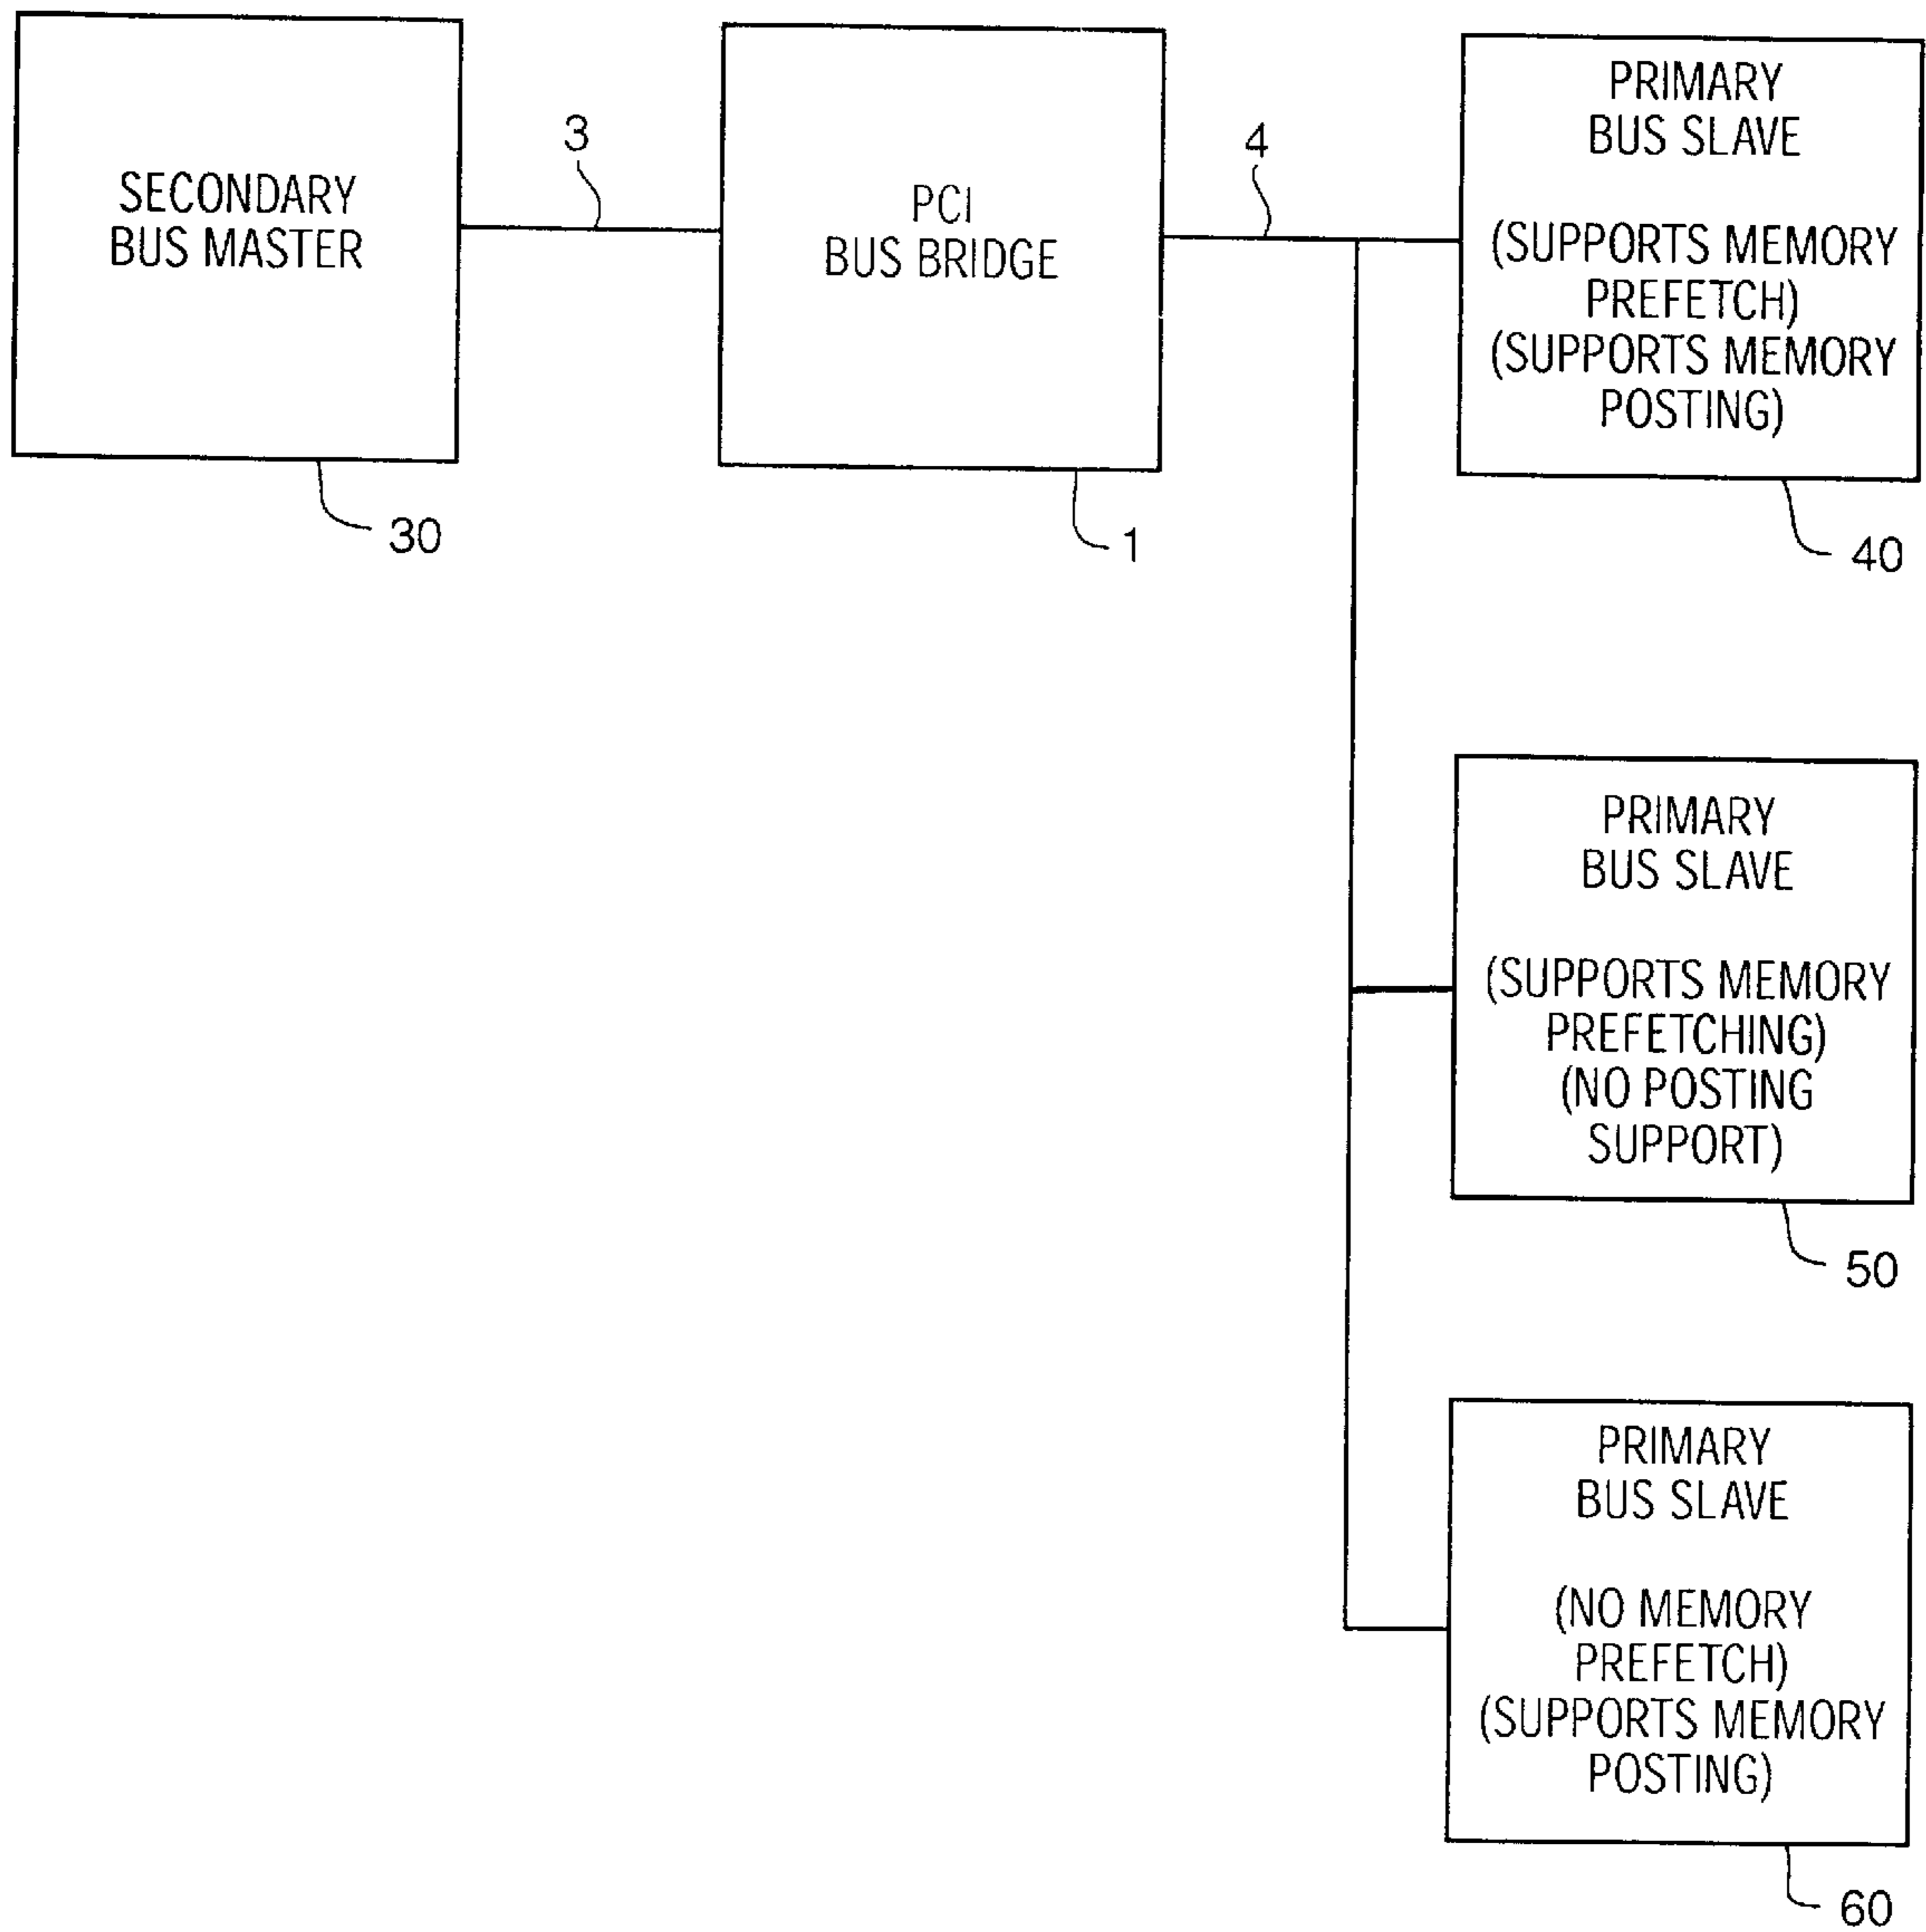 SECONDARY
BUS MASTER
30
3
PCI
BUS BRIDGE
1
4
PRIMARY
BUS SLAVE
(SUPPORTS MEMORY
PREFETCH)
(SUPPORTS MEMORY
POSTING)
40
PRIMARY
BUS SLAVE
(SUPPORTS MEMORY
PREFETCHING)
(NO POSTING
SUPPORT)
50
PRIMARY
BUS SLAVE
(NO MEMORY
PREFETCH)
(SUPPORTS MEMORY
POSTING)
60